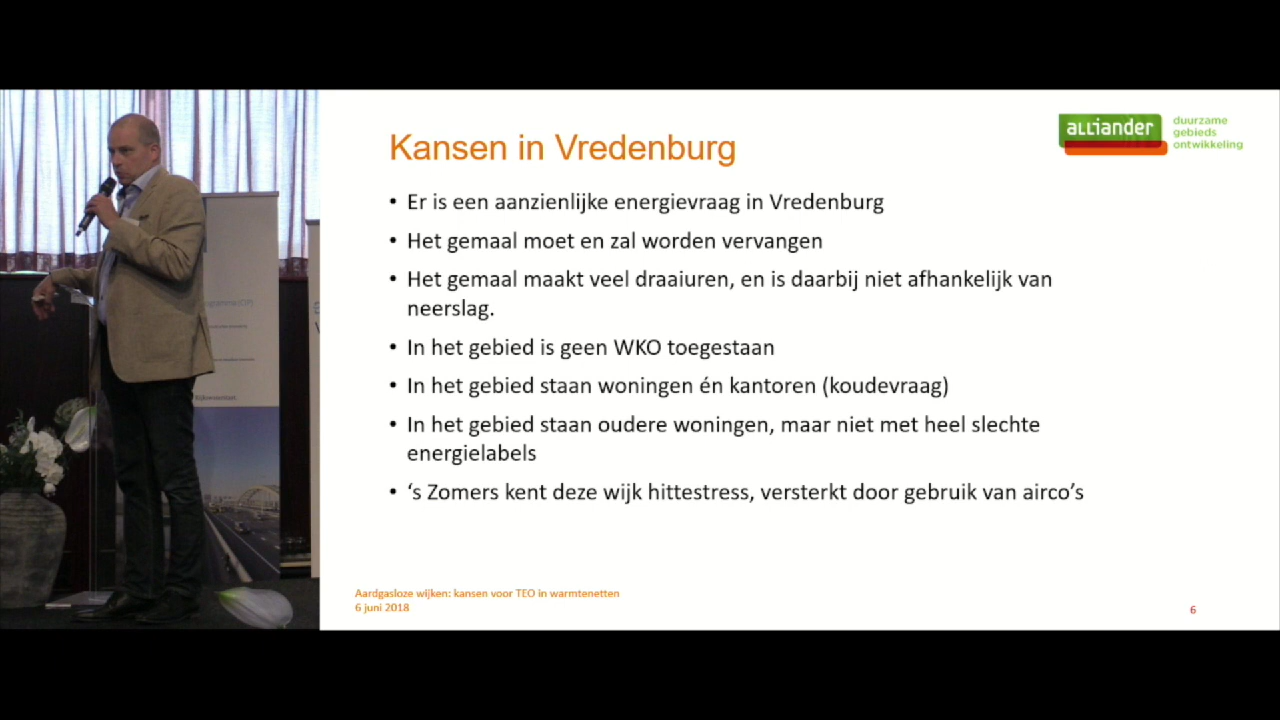 Kansen in Vredenburg
alliander
duurzame
gebieds
ontwikkeling
• Er is een aanzienlijke energievraag in Vredenburg
• Het gemaal moet en zal worden vervangen
• Het gemaal maakt veel draaiuren, en is daarbij niet afhankelijk van
neerslag.
• In het gebied is geen WKO toegestaan
• In het gebied staan woningen én kantoren (koudevraag)
• In het gebied staan oudere woningen, maar niet met heel slechte
energielabels
• ‘s Zomers kent deze wijk hittestress, versterkt door gebruik van airco’s
Aardgasloze wijken: kansen voor TEO in warmtenetten
6 juni 2018
6
Rijkswaterstaat